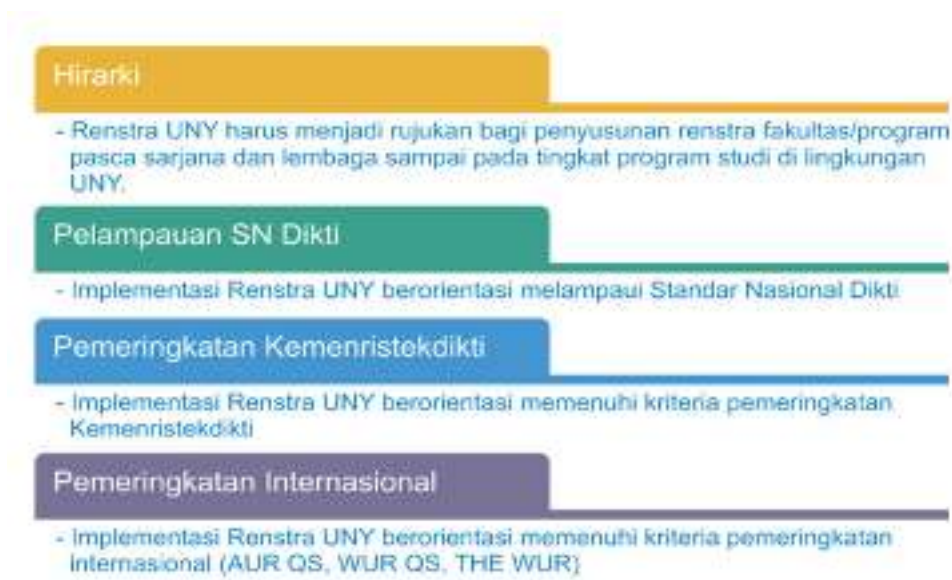 Hirarki
- Renstra UNY harus menjadi rujukan bagi penyusunan renstra fakultas/program
pasca sarjana dan lembaga sampai pada tingkat program studi di lingkungan
UNY.
Pelampauan SN Dikti
- Implementasi Renstra UNY berorientasi melampaui Standar Nasional Dikti
Pemeringkatan Kemenristekdikti
- Implementasi Renstra UNY berorientasi memenuhi kriteria pemeringkatan
Kemenristekdikti
Pemeringkatan Internasional
- Implementasi Renstra UNY berorientasi memenuhi kriteria pemeringkatan
internasional (AUR QS, WUR QS, THE WUR)